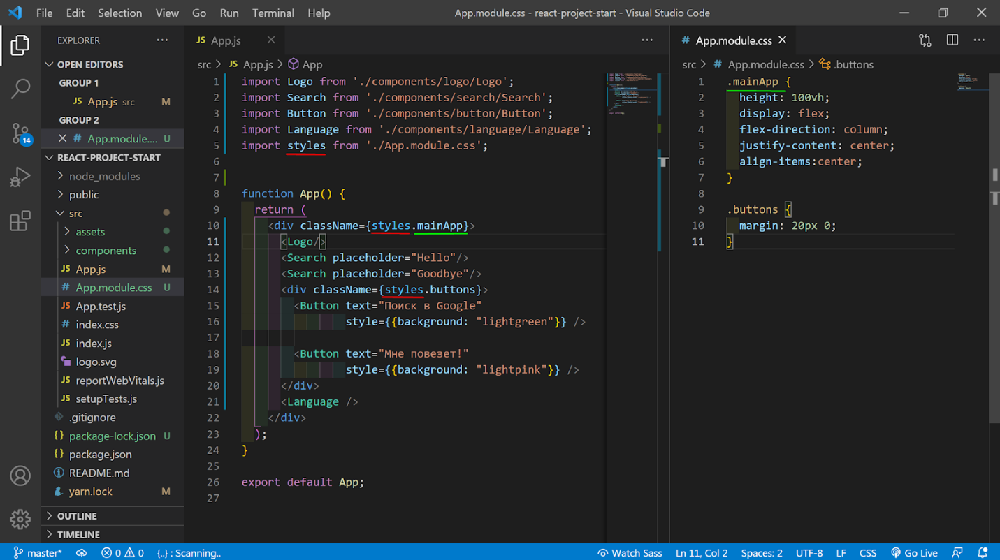 File Edit Selection View Go Run Terminal Help
App.module.css - react-project-start - Visual Studio Code
EXPLORER
OPEN EDITORS
GROUP 1
JS App.js src M
GROUP 2
# App.module.... U
REACT-PROJECT-START
node_modules
public
src
assets
components
JS App.js M
# App.module.css U
JS App.test.js
# index.css
JS index.js
logo.svg
JS reportWebVitals.js
JS setupTests.js
.gitignore
{} package-lock.json U
{} package.json
README.md
yarn.lock M
OUTLINE
TIMELINE
14
JS App.js
src > JS App.js > App
1 import Logo from './components/logo/Logo';
2 import Search from './components/search/Search';
3 import Button from './components/button/Button';
4 import Language from './components/language/Language';
5 import styles from './App.module.css';
6
7
8 function App() {
9 return (
10 <div className={styles.mainApp}>
11 <Logo/>
12 <Search placeholder="Hello"/>
13 <Search placeholder="Goodbye"/>
14 <div className={styles.buttons}>
15 <Button text="Поиск в Google"
16 style={{background: "lightgreen"}} />
17
18 <Button text="Мне повезет!"
19 style={{background: "lightpink"}} />
20 </div>
21 <Language />
22 </div>
23 );
24 }
25
26 export default App;
27
# App.module.css
src > # App.module.css > .buttons
1 .mainApp {
2 height: 100vh;
3 display: flex;
4 flex-direction: column;
5 justify-content: center;
6 align-items:center;
7 }
8
9 .buttons {
10 margin: 20px 0;
11 }
master* 0 0 {..} : Scanning.. Watch Sass Ln 11, Col 2 Spaces: 2 UTF-8 LF CSS Go Live